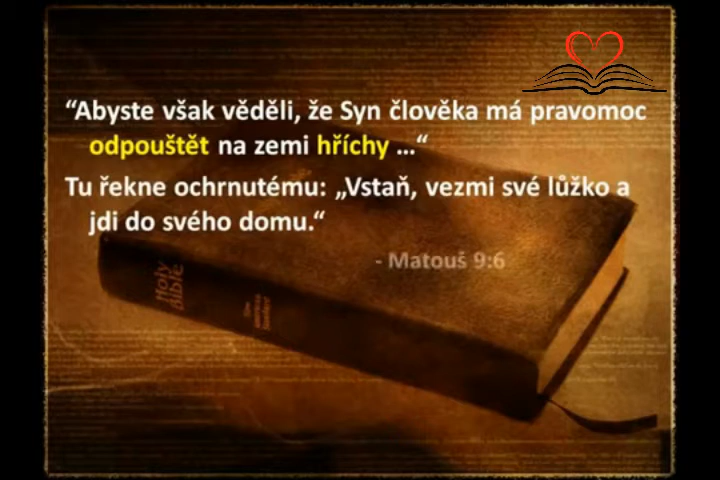 “Abyste však věděli, že Syn člověka má pravomoc
odpouštět na zemi hříchy …“
Tu řekne ochrnutému: „Vstaň, vezmi své lůžko a
jdi do svého domu.“
- Matouš 9:6
Holy
Bible